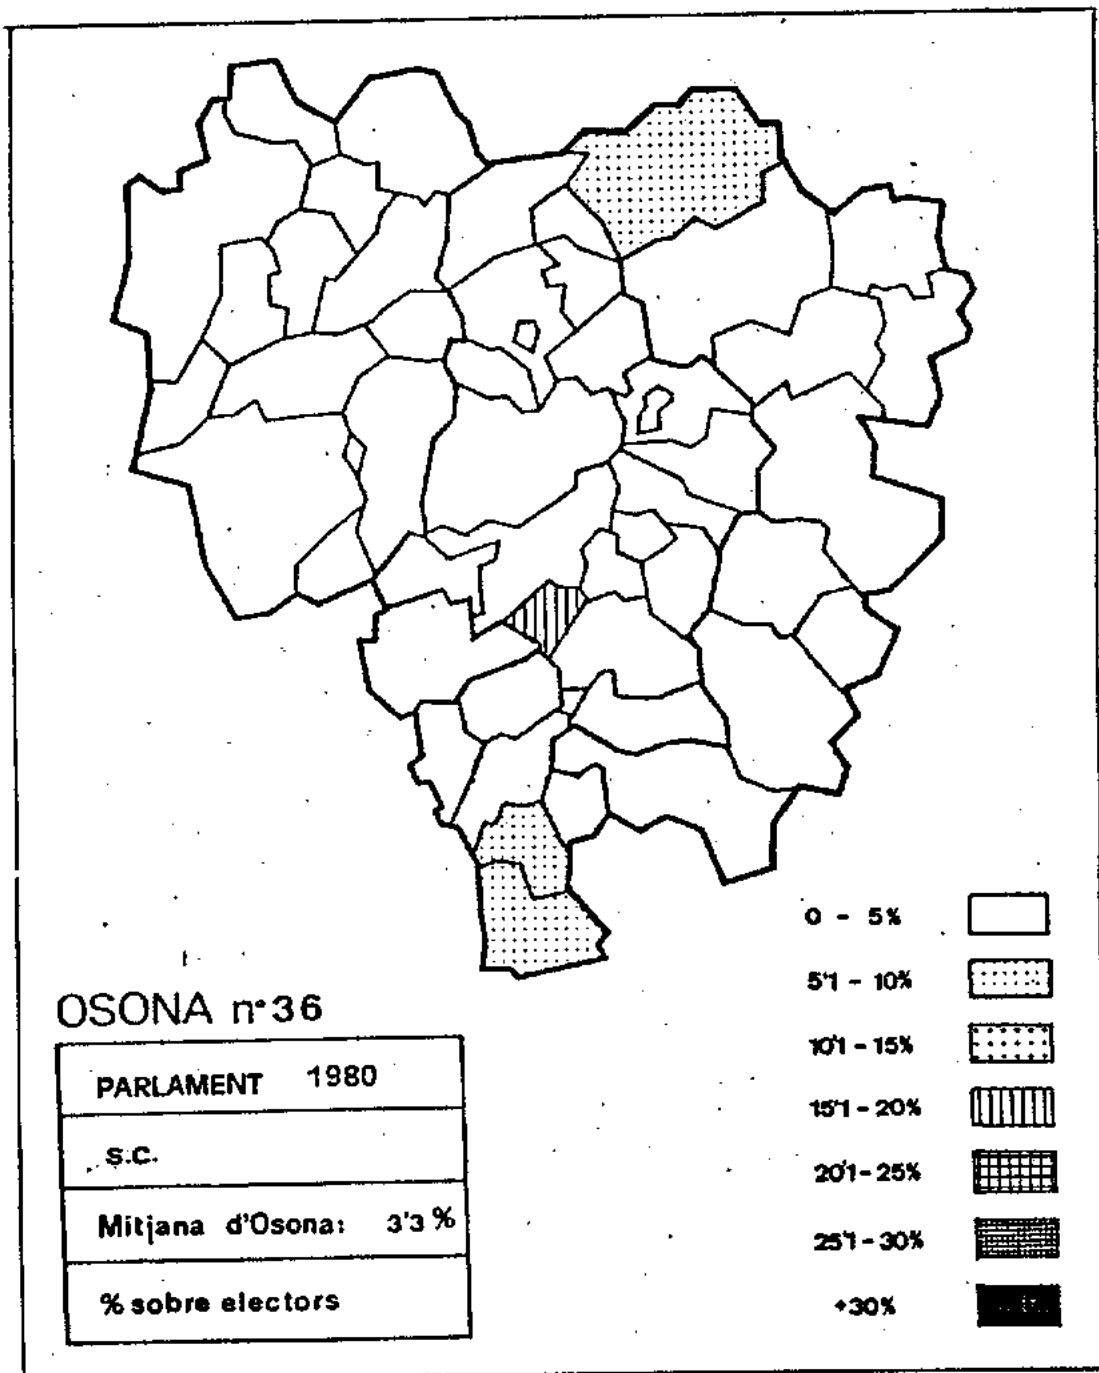 OSONA nº36
PARLAMENT 1980
S.C.
Mitjana d'Osona: 3'3%
% sobre electors
0 - 5%
5'1 - 10%
10'1 - 15%
15'1 - 20%
20'1 - 25%
25'1 - 30%
+30%